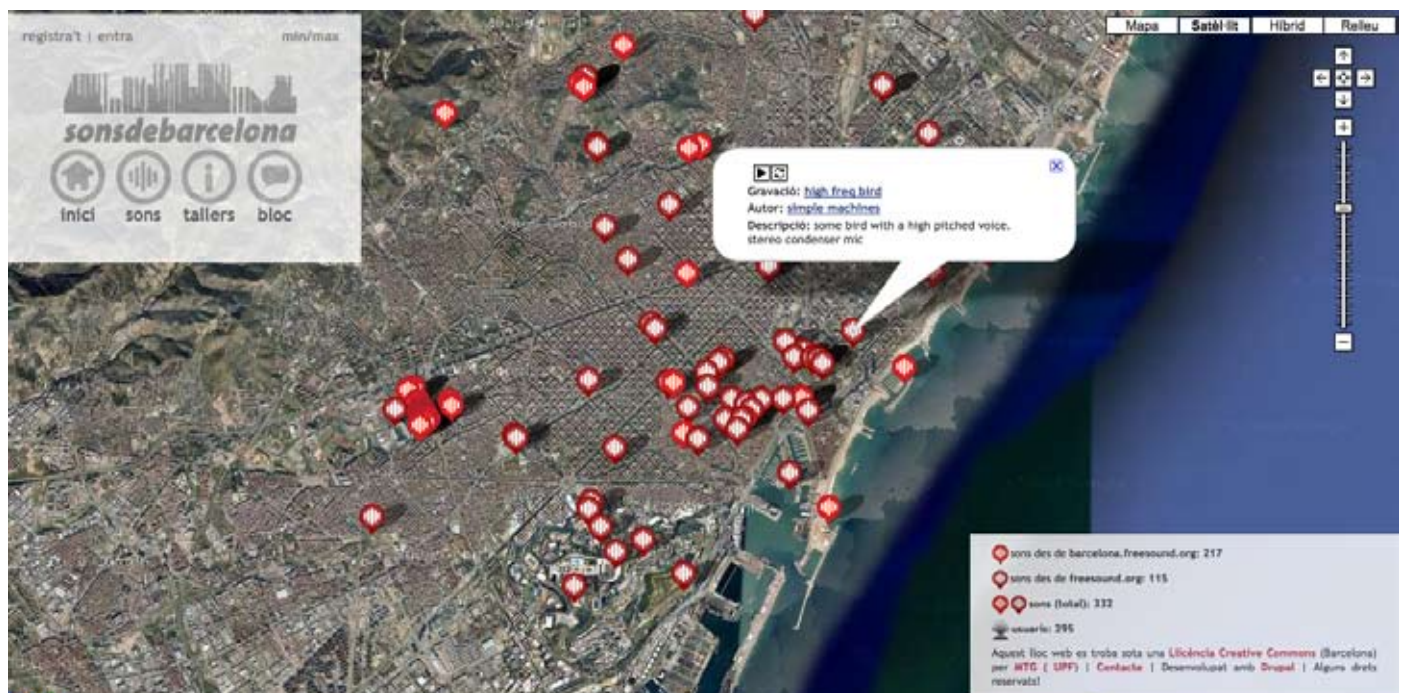 registra't | entra
min/max
sonsdebarcelona
inici sons tallers bloc
Mapa Satèl·lit Híbrid Relleu
Gravació: high freq bird
Autor: simple machines
Descripció: some bird with a high pitched voice,
stereo condenser mic
sons des de barcelona.freesound.org: 217
sons des de freesound.org: 115
sons (total): 332
usuaris: 295
Aquest lloc web es troba sota una Llicència Creative Commons (Barcelona)
per MTG ( UPF) | Contacte | Desenvolupat amb Drupal | Alguns drets
reservats!